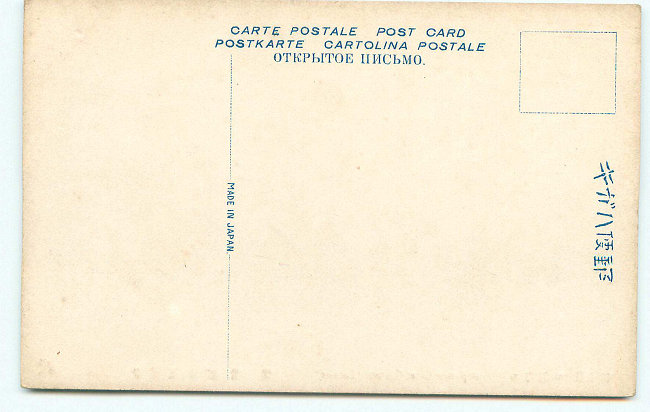 CARTE POSTALE POST CARD
POSTKARTE CARTOLINA POSTALE
ОТКРЫТОЕ ПИСЬМО.
MADE IN JAPAN.
郵便ハガキ